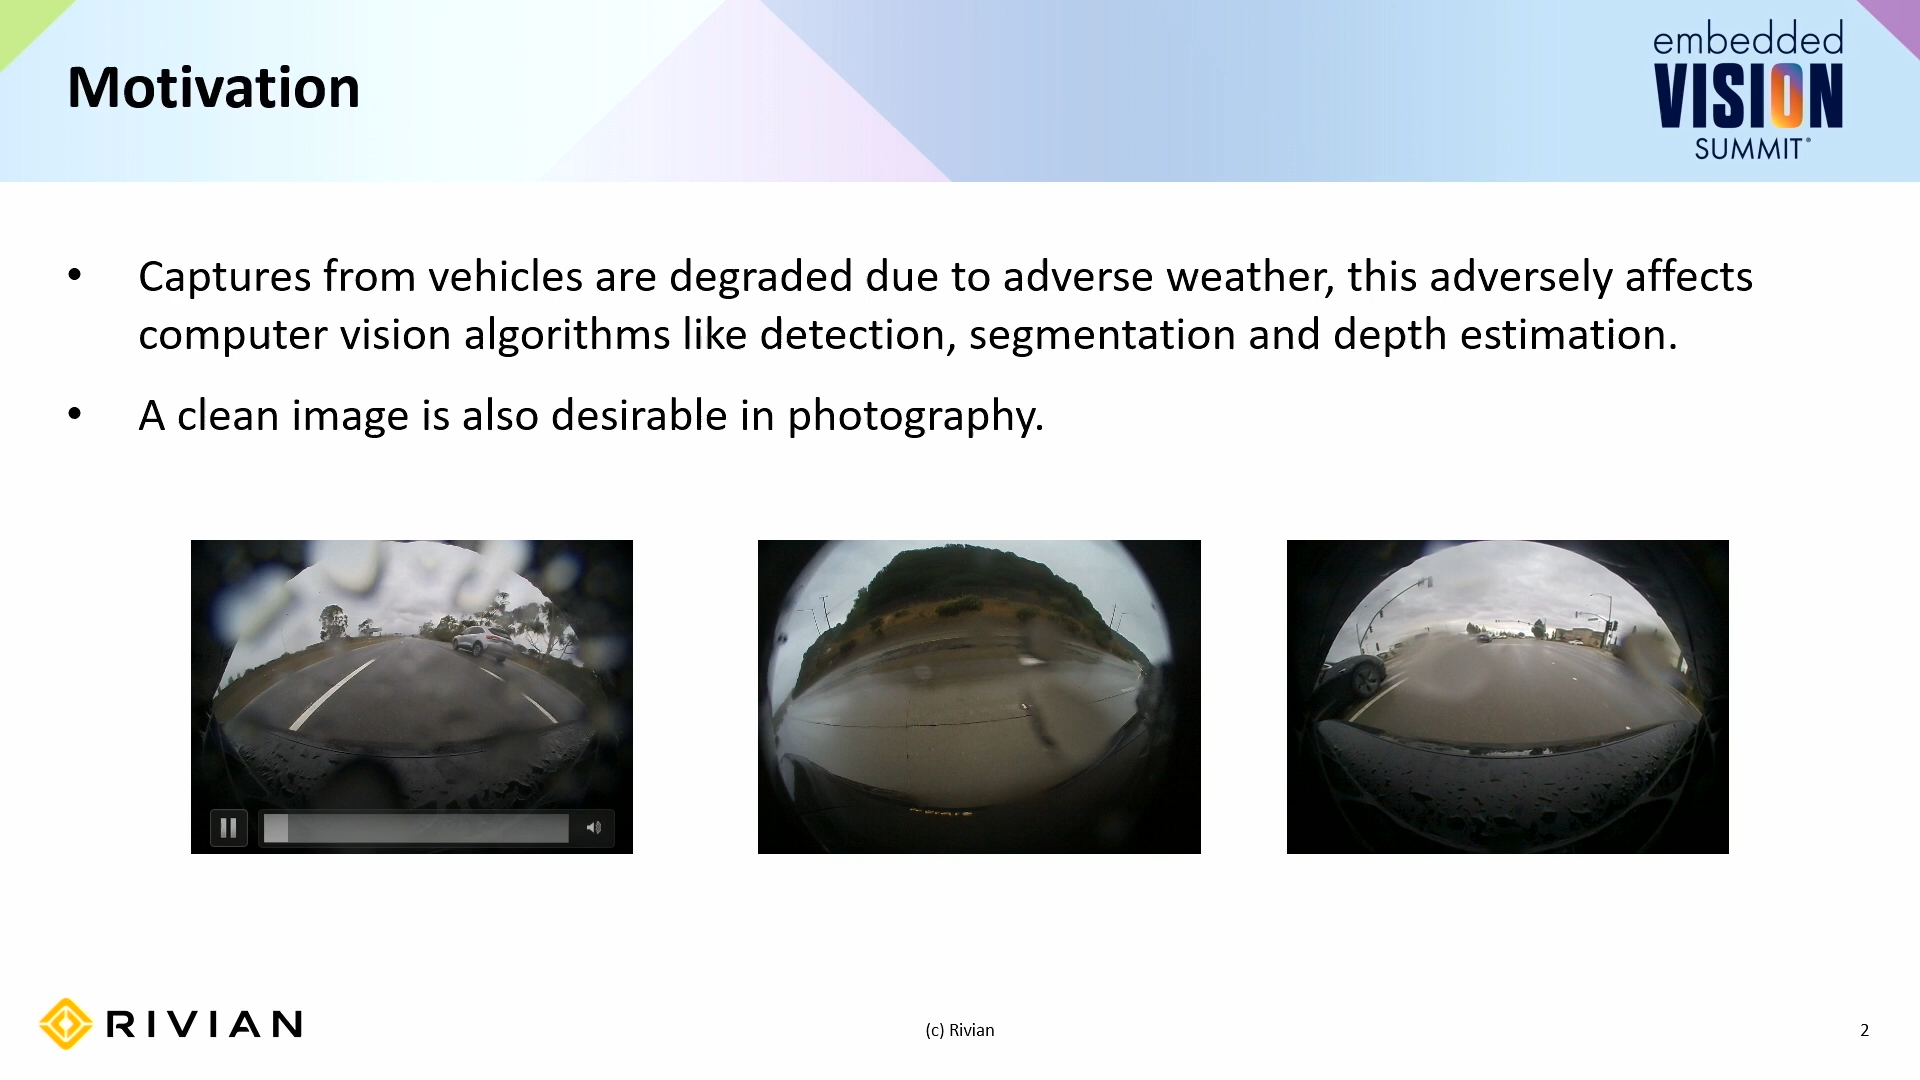 Motivation
embedded
VISION
SUMMIT®
• Captures from vehicles are degraded due to adverse weather, this adversely affects
computer vision algorithms like detection, segmentation and depth estimation.
• A clean image is also desirable in photography.
RIVIAN
(c) Rivian
2